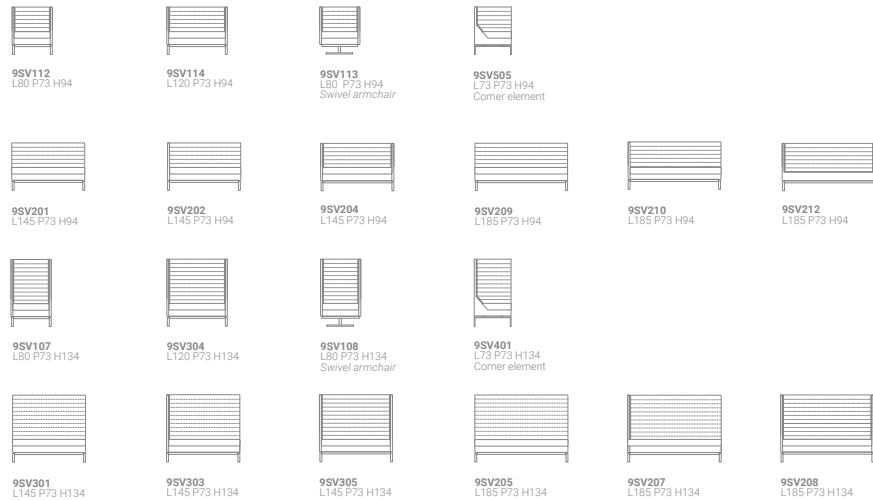 9SV112
L80 P73 H94
9SV114
L120 P73 H94
9SV113
L80 P73 H94
Swivel armchair
9SV505
L73 P73 H94
Corner element
9SV201
L145 P73 H94
9SV202
L145 P73 H94
9SV204
L145 P73 H94
9SV209
L185 P73 H94
9SV210
L185 P73 H94
9SV212
L185 P73 H94
9SV107
L80 P73 H134
9SV304
L120 P73 H134
9SV108
L80 P73 H134
Swivel armchair
9SV401
L73 P73 H134
Corner element
9SV301
L145 P73 H134
9SV303
L145 P73 H134
9SV305
L145 P73 H134
9SV205
L185 P73 H134
9SV207
L185 P73 H134
9SV208
L185 P73 H134